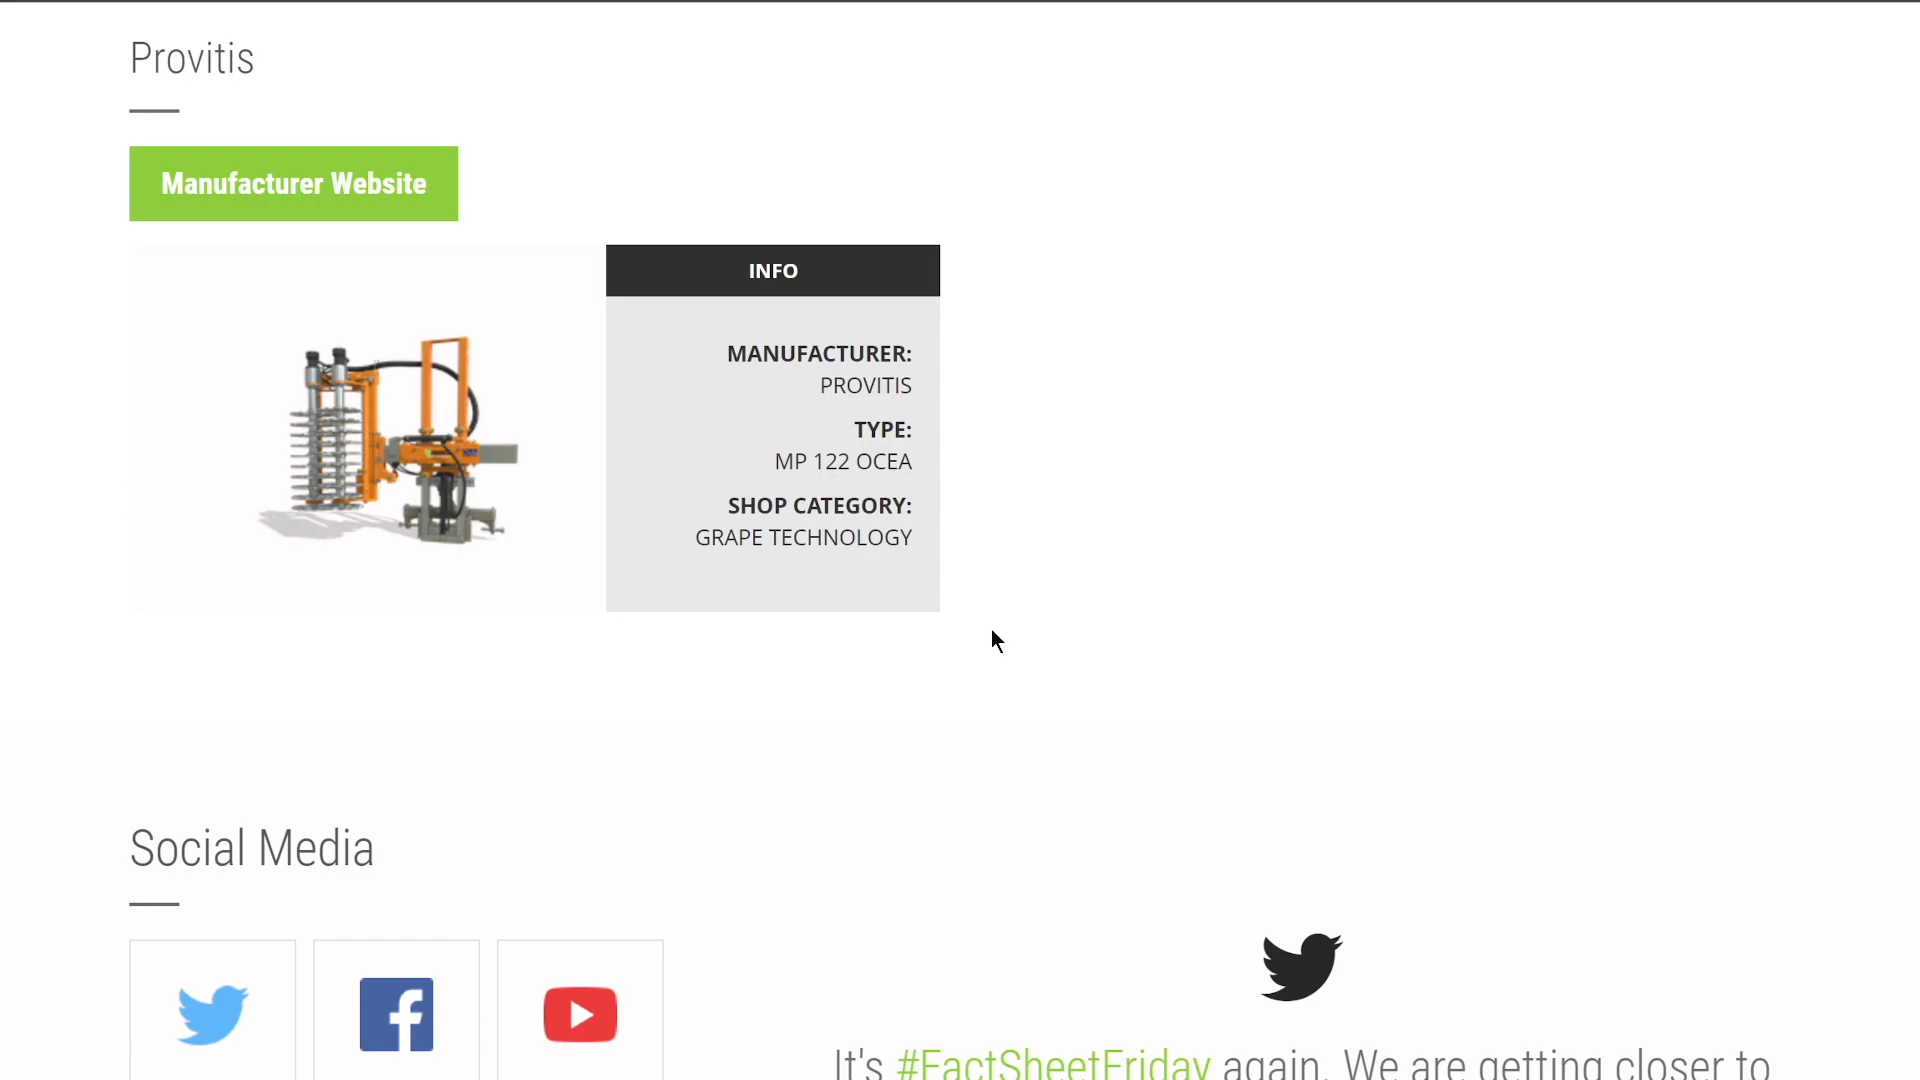 Provitis
Manufacturer Website
INFO
MANUFACTURER:
PROVITIS
TYPE:
MP 122 OCEA
SHOP CATEGORY:
GRAPE TECHNOLOGY
Social Media
It's #FactSheetFriday again. We are getting closer to